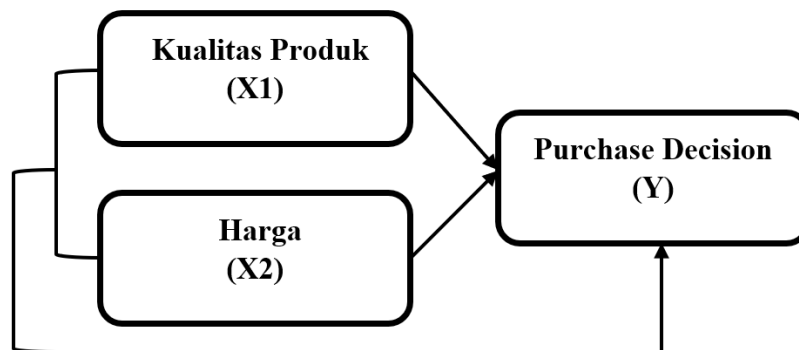 Kualitas Produk
(X1)
Purchase Decision
(Y)
Harga
(X2)